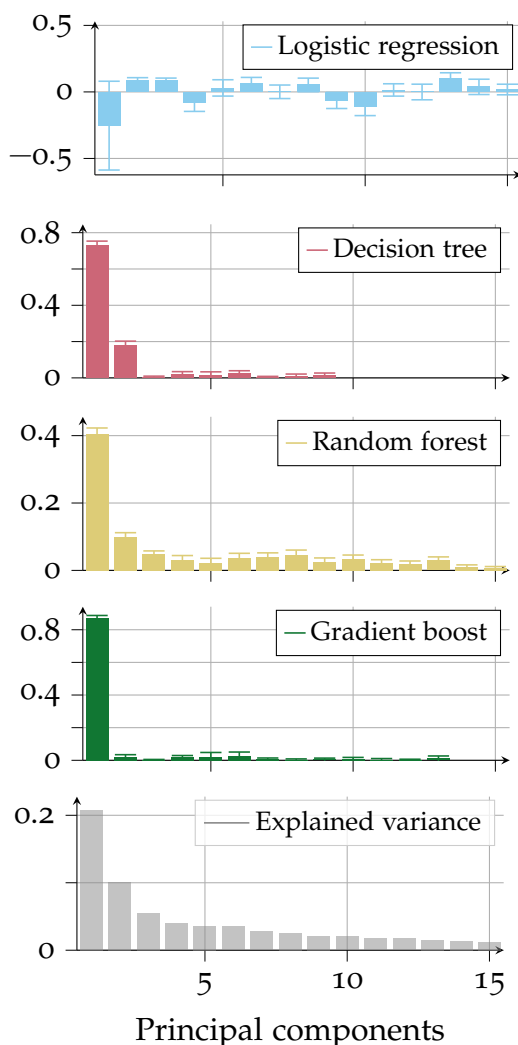 0.5
Logistic regression
0
−0.5
0.8
Decision tree
0.4
0
0.4
Random forest
0.2
0
0.8
Gradient boost
0.4
0
0.2
Explained variance
0
5 10 15
Principal components